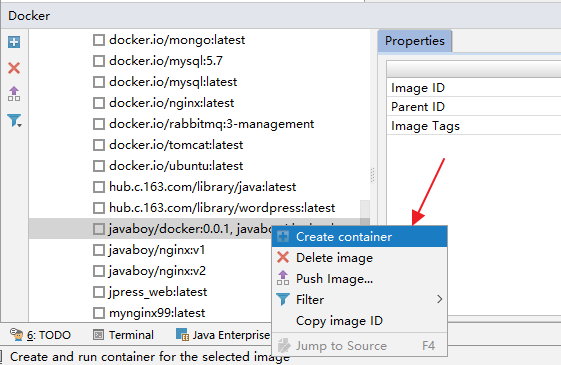 Docker
docker.io/mongo:latest
docker.io/mysql:5.7
docker.io/mysql:latest
docker.io/nginx:latest
docker.io/rabbitmq:3-management
docker.io/tomcat:latest
docker.io/ubuntu:latest
hub.c.163.com/library/java:latest
hub.c.163.com/library/wordpress:latest
javaboy/docker:0.0.1,
javaboy/nginx:v1
javaboy/nginx:v2
jpress_web:latest
mynginx99:latest
Properties
Image ID
Parent ID
Image Tags
Create container
Delete image
Push Image...
Filter
Copy image ID
Jump to Source F4
6: TODO
Terminal
Java Enterprise
Create and run container for the selected image